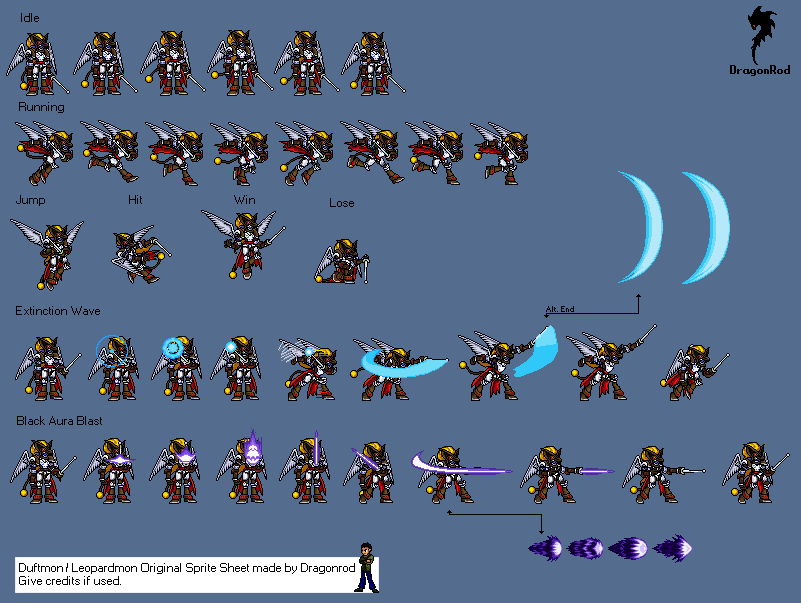 Idle
DragonRod
Running
Jump
Hit
Win
Lose
Extinction Wave
Alt. End
Black Aura Blast
Duftmon / Leopardmon Original Sprite Sheet made by Dragonrod
Give credits if used.